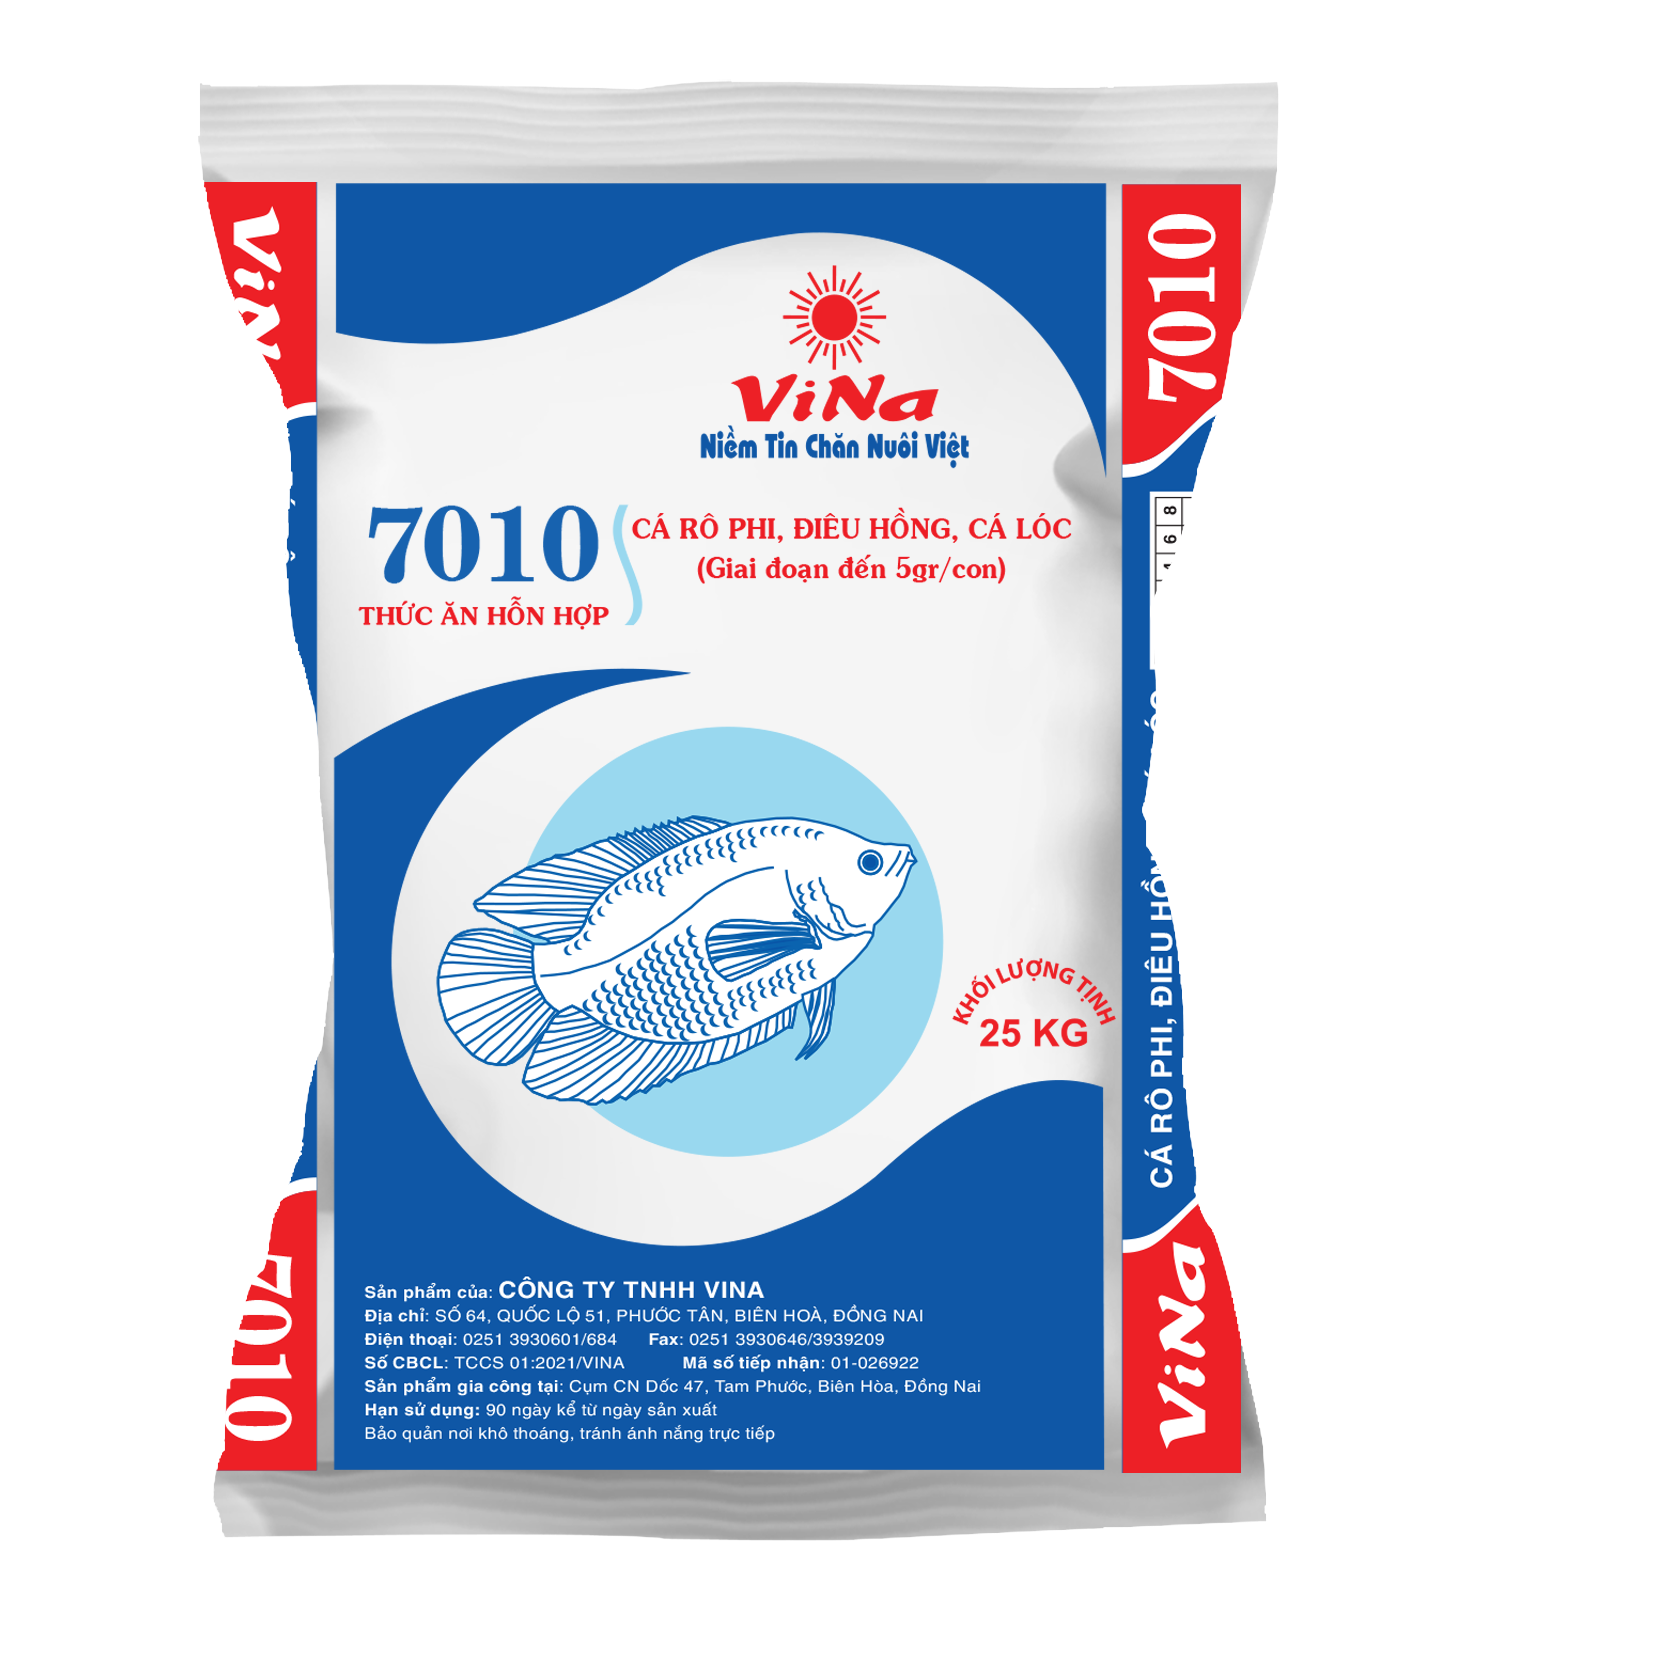 ViNa
Niềm Tin Chăn Nuôi Việt
7010
THỨC ĂN HỖN HỢP
CÁ RÔ PHI, ĐIÊU HỒNG, CÁ LÓC
(Giai đoạn đến 5gr/con)
KHỐI LƯỢNG TỊNH
25 KG
Sản phẩm của: CÔNG TY TNHH VINA
Địa chỉ: SỐ 64, QUỐC LỘ 51, PHƯỚC TÂN, BIÊN HOÀ, ĐỒNG NAI
Điện thoại: 0251 3930601/684 Fax: 0251 3930646/3939209
Số CBCL: TCCS 01:2021/VINA Mã số tiếp nhận: 01-026922
Sản phẩm gia công tại: Cụm CN Dốc 47, Tam Phước, Biên Hòa, Đồng Nai
Hạn sử dụng: 90 ngày kể từ ngày sản xuất
Bảo quản nơi khô thoáng, tránh ánh nắng trực tiếp
7010
7010
CÁ RÔ PHI, ĐIÊU
ViNa